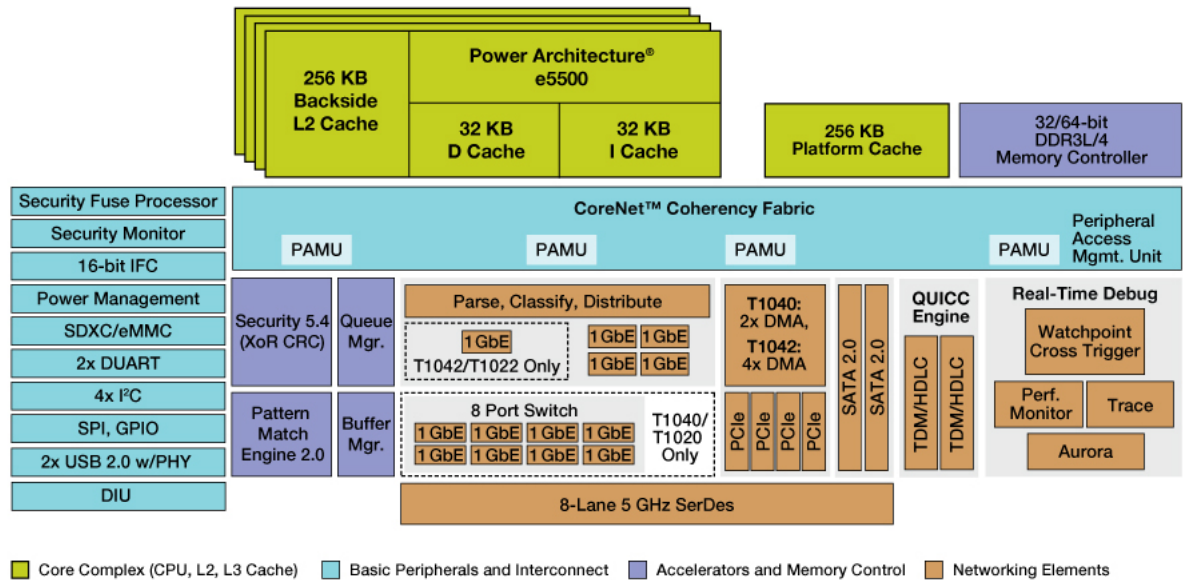 256 KB
Backside
L2 Cache
Power Architecture®
e5500
32 KB
D Cache
32 KB
I Cache
256 KB
Platform Cache
32/64-bit
DDR3L/4
Memory Controller
Security Fuse Processor
Security Monitor
16-bit IFC
Power Management
SDXC/eMMC
2x DUART
4x I²C
SPI, GPIO
2x USB 2.0 w/PHY
DIU
CoreNet™ Coherency Fabric
PAMU
PAMU
PAMU
PAMU
Peripheral
Access
Mgmt. Unit
Security 5.4
(XoR CRC)
Queue
Mgr.
Pattern
Match
Engine 2.0
Buffer
Mgr.
Parse, Classify, Distribute
1 GbE
T1042/T1022 Only
1 GbE 1 GbE
1 GbE 1 GbE
8 Port Switch
1 GbE 1 GbE 1 GbE 1 GbE
1 GbE 1 GbE 1 GbE 1 GbE
T1040/
T1020
Only
T1040:
2x DMA,
T1042:
4x DMA
PCIe
PCIe
PCIe
PCIe
SATA 2.0
SATA 2.0
QUICC
Engine
TDM/HDLC
TDM/HDLC
Real-Time Debug
Watchpoint
Cross Trigger
Perf.
Monitor
Trace
Aurora
8-Lane 5 GHz SerDes
Core Complex (CPU, L2, L3 Cache)
Basic Peripherals and Interconnect
Accelerators and Memory Control
Networking Elements